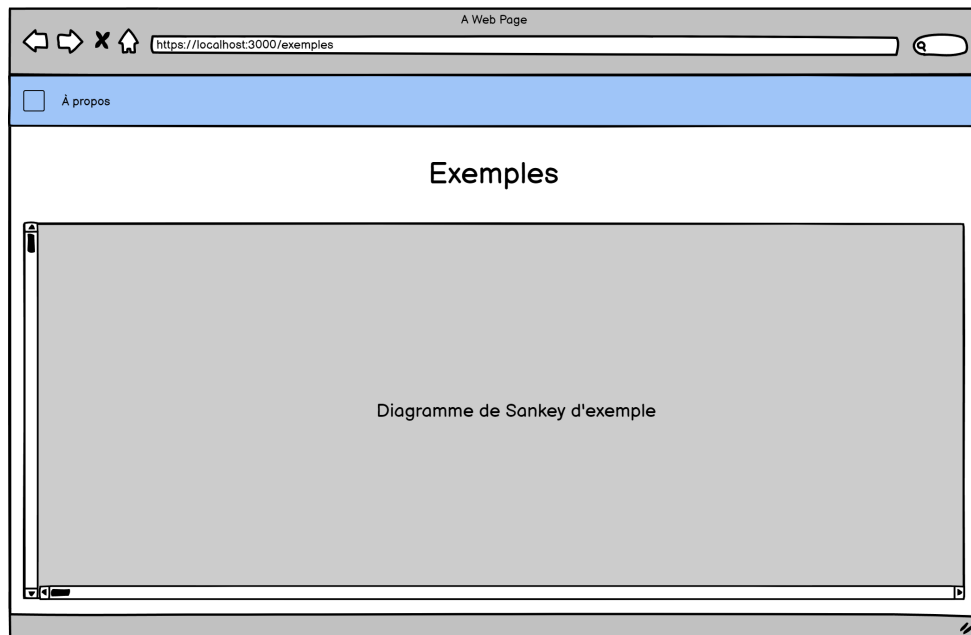 A Web Page
https://localhost:3000/exemples
À propos
Exemples
Diagramme de Sankey d'exemple